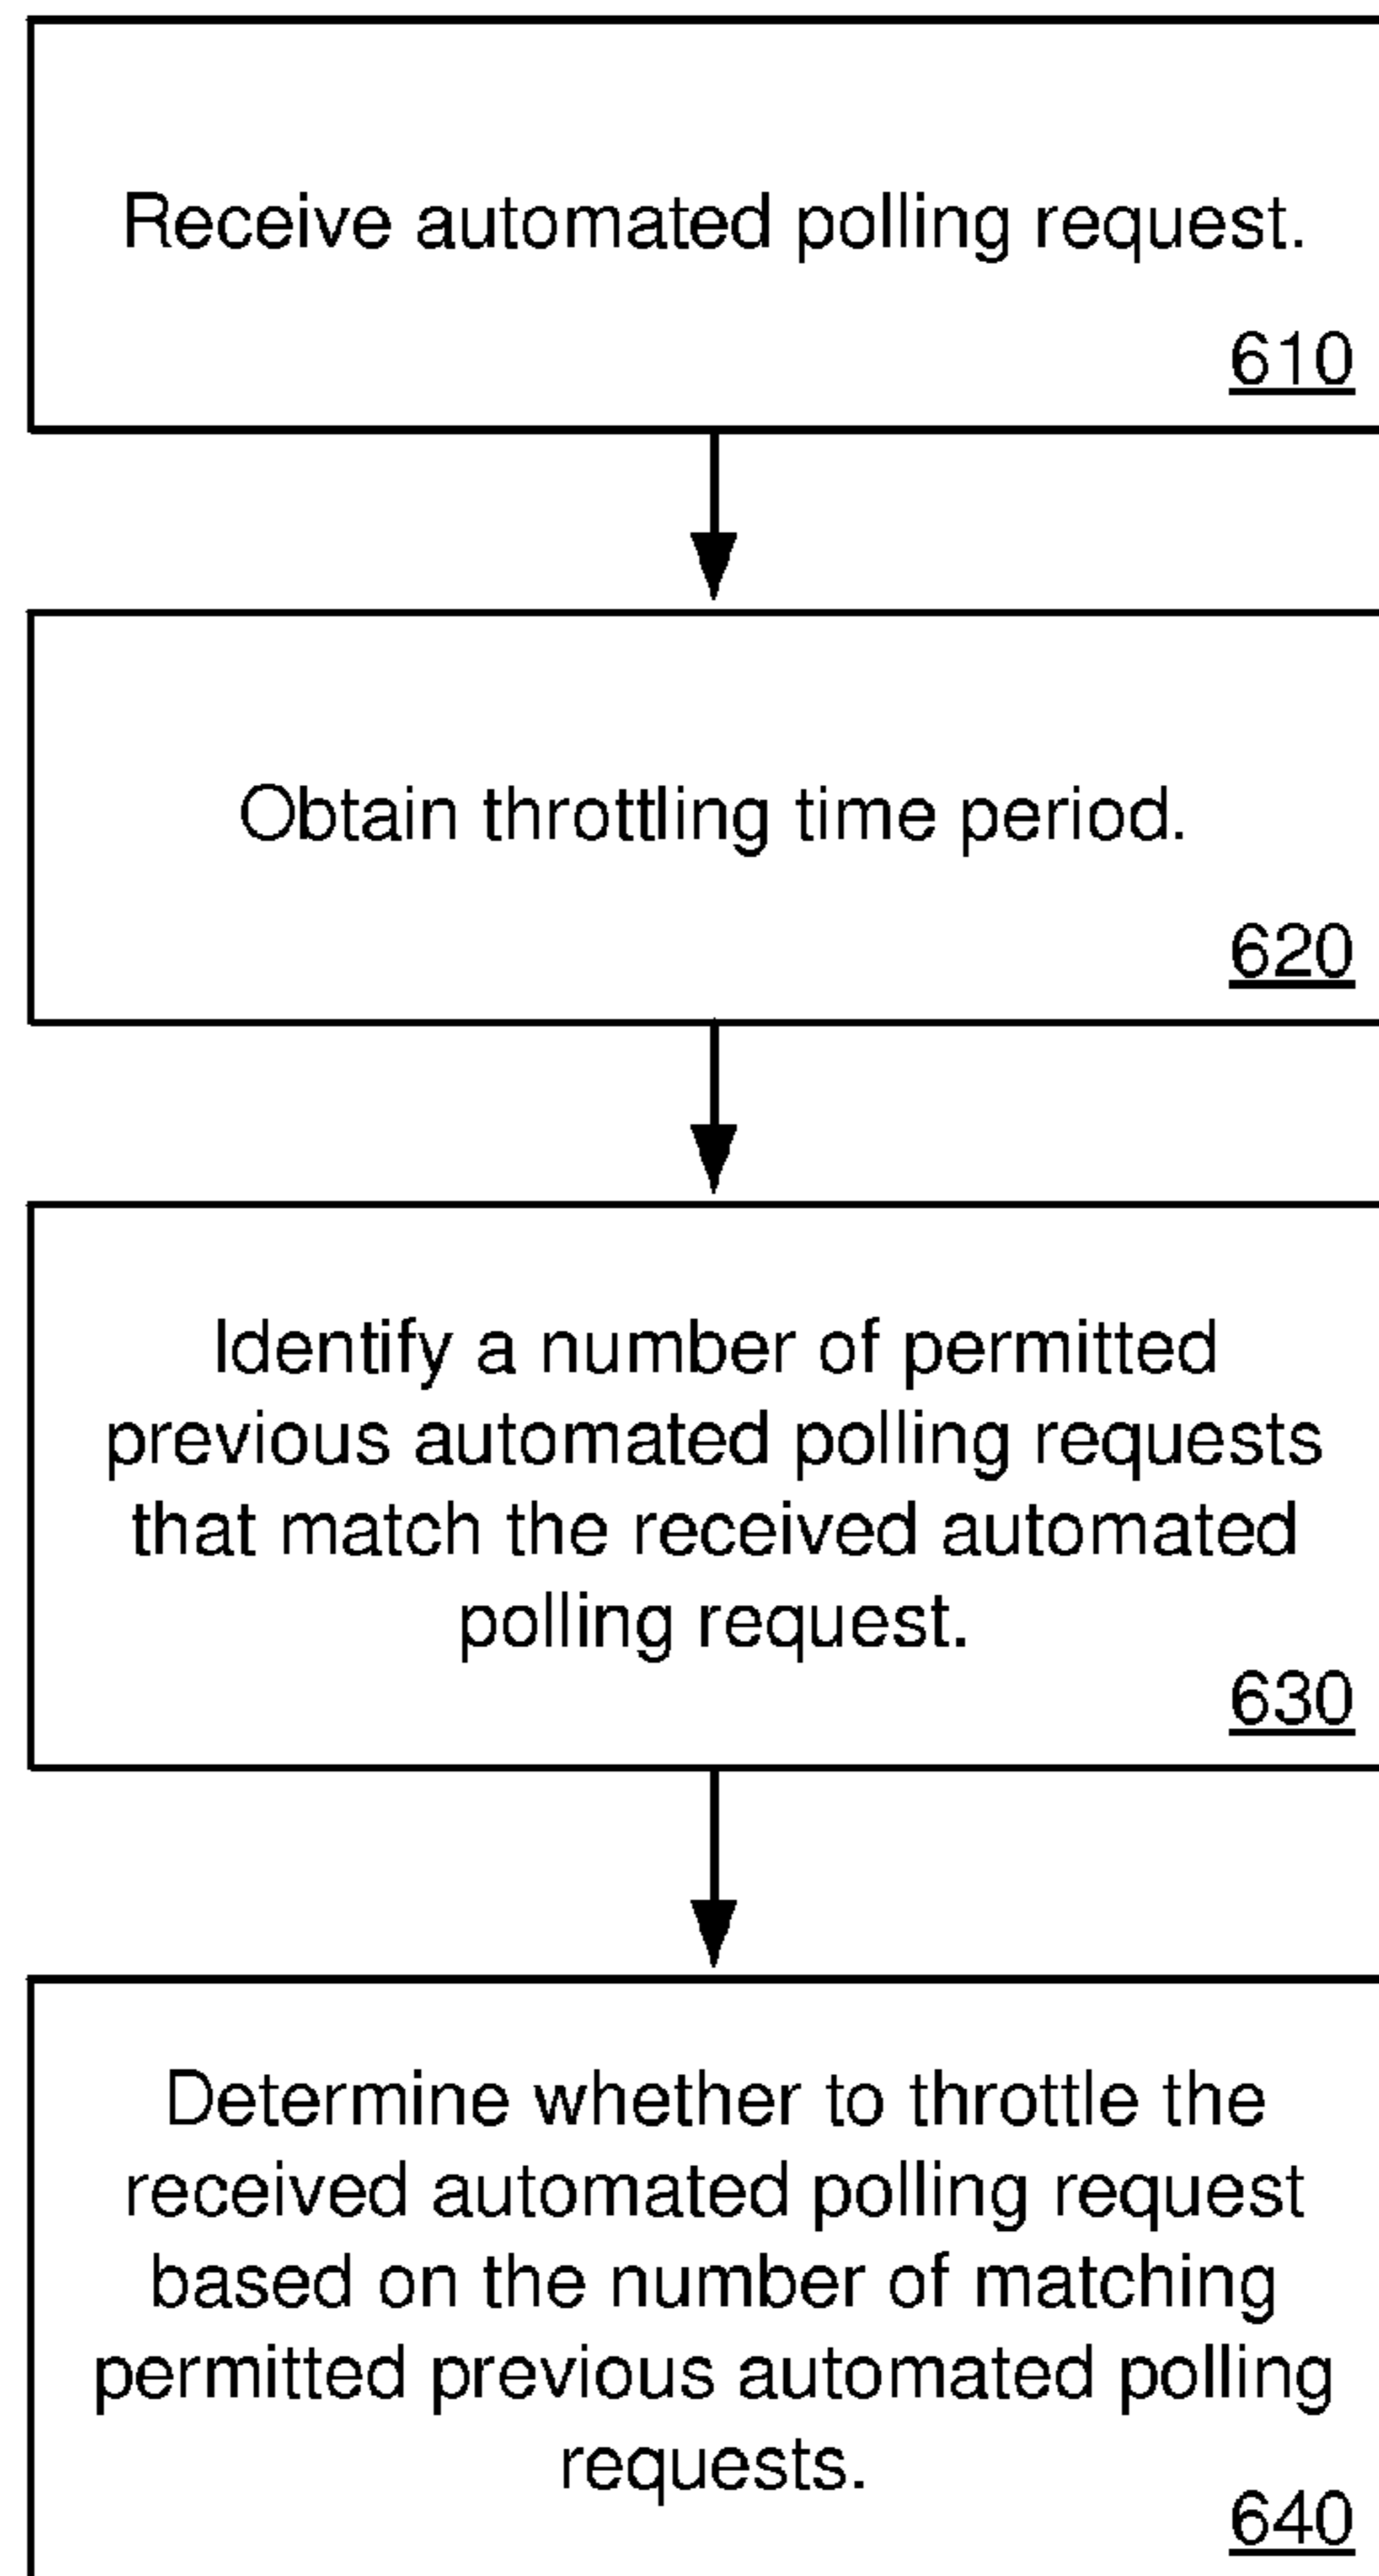 Receive automated polling request.
610
Obtain throttling time period.
620
Identify a number of permitted
previous automated polling requests
that match the received automated
polling request.
630
Determine whether to throttle the
received automated polling request
based on the number of matching
permitted previous automated polling
requests.
640